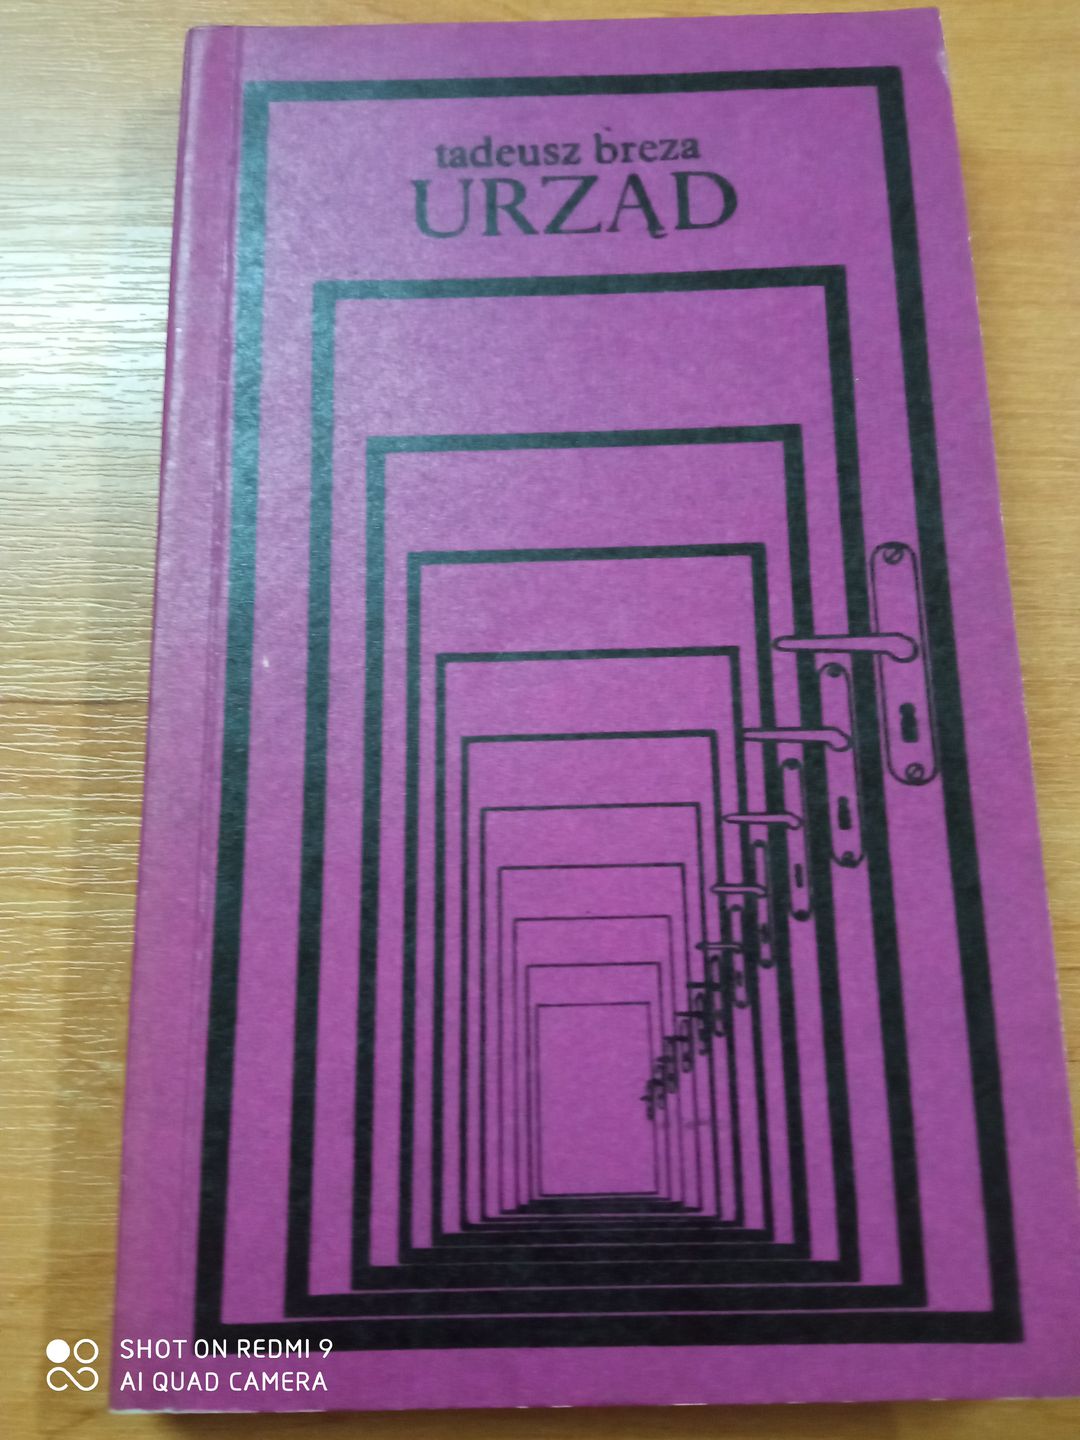 tadeusz breza
URZĄD
SHOT ON REDMI 9
AI QUAD CAMERA